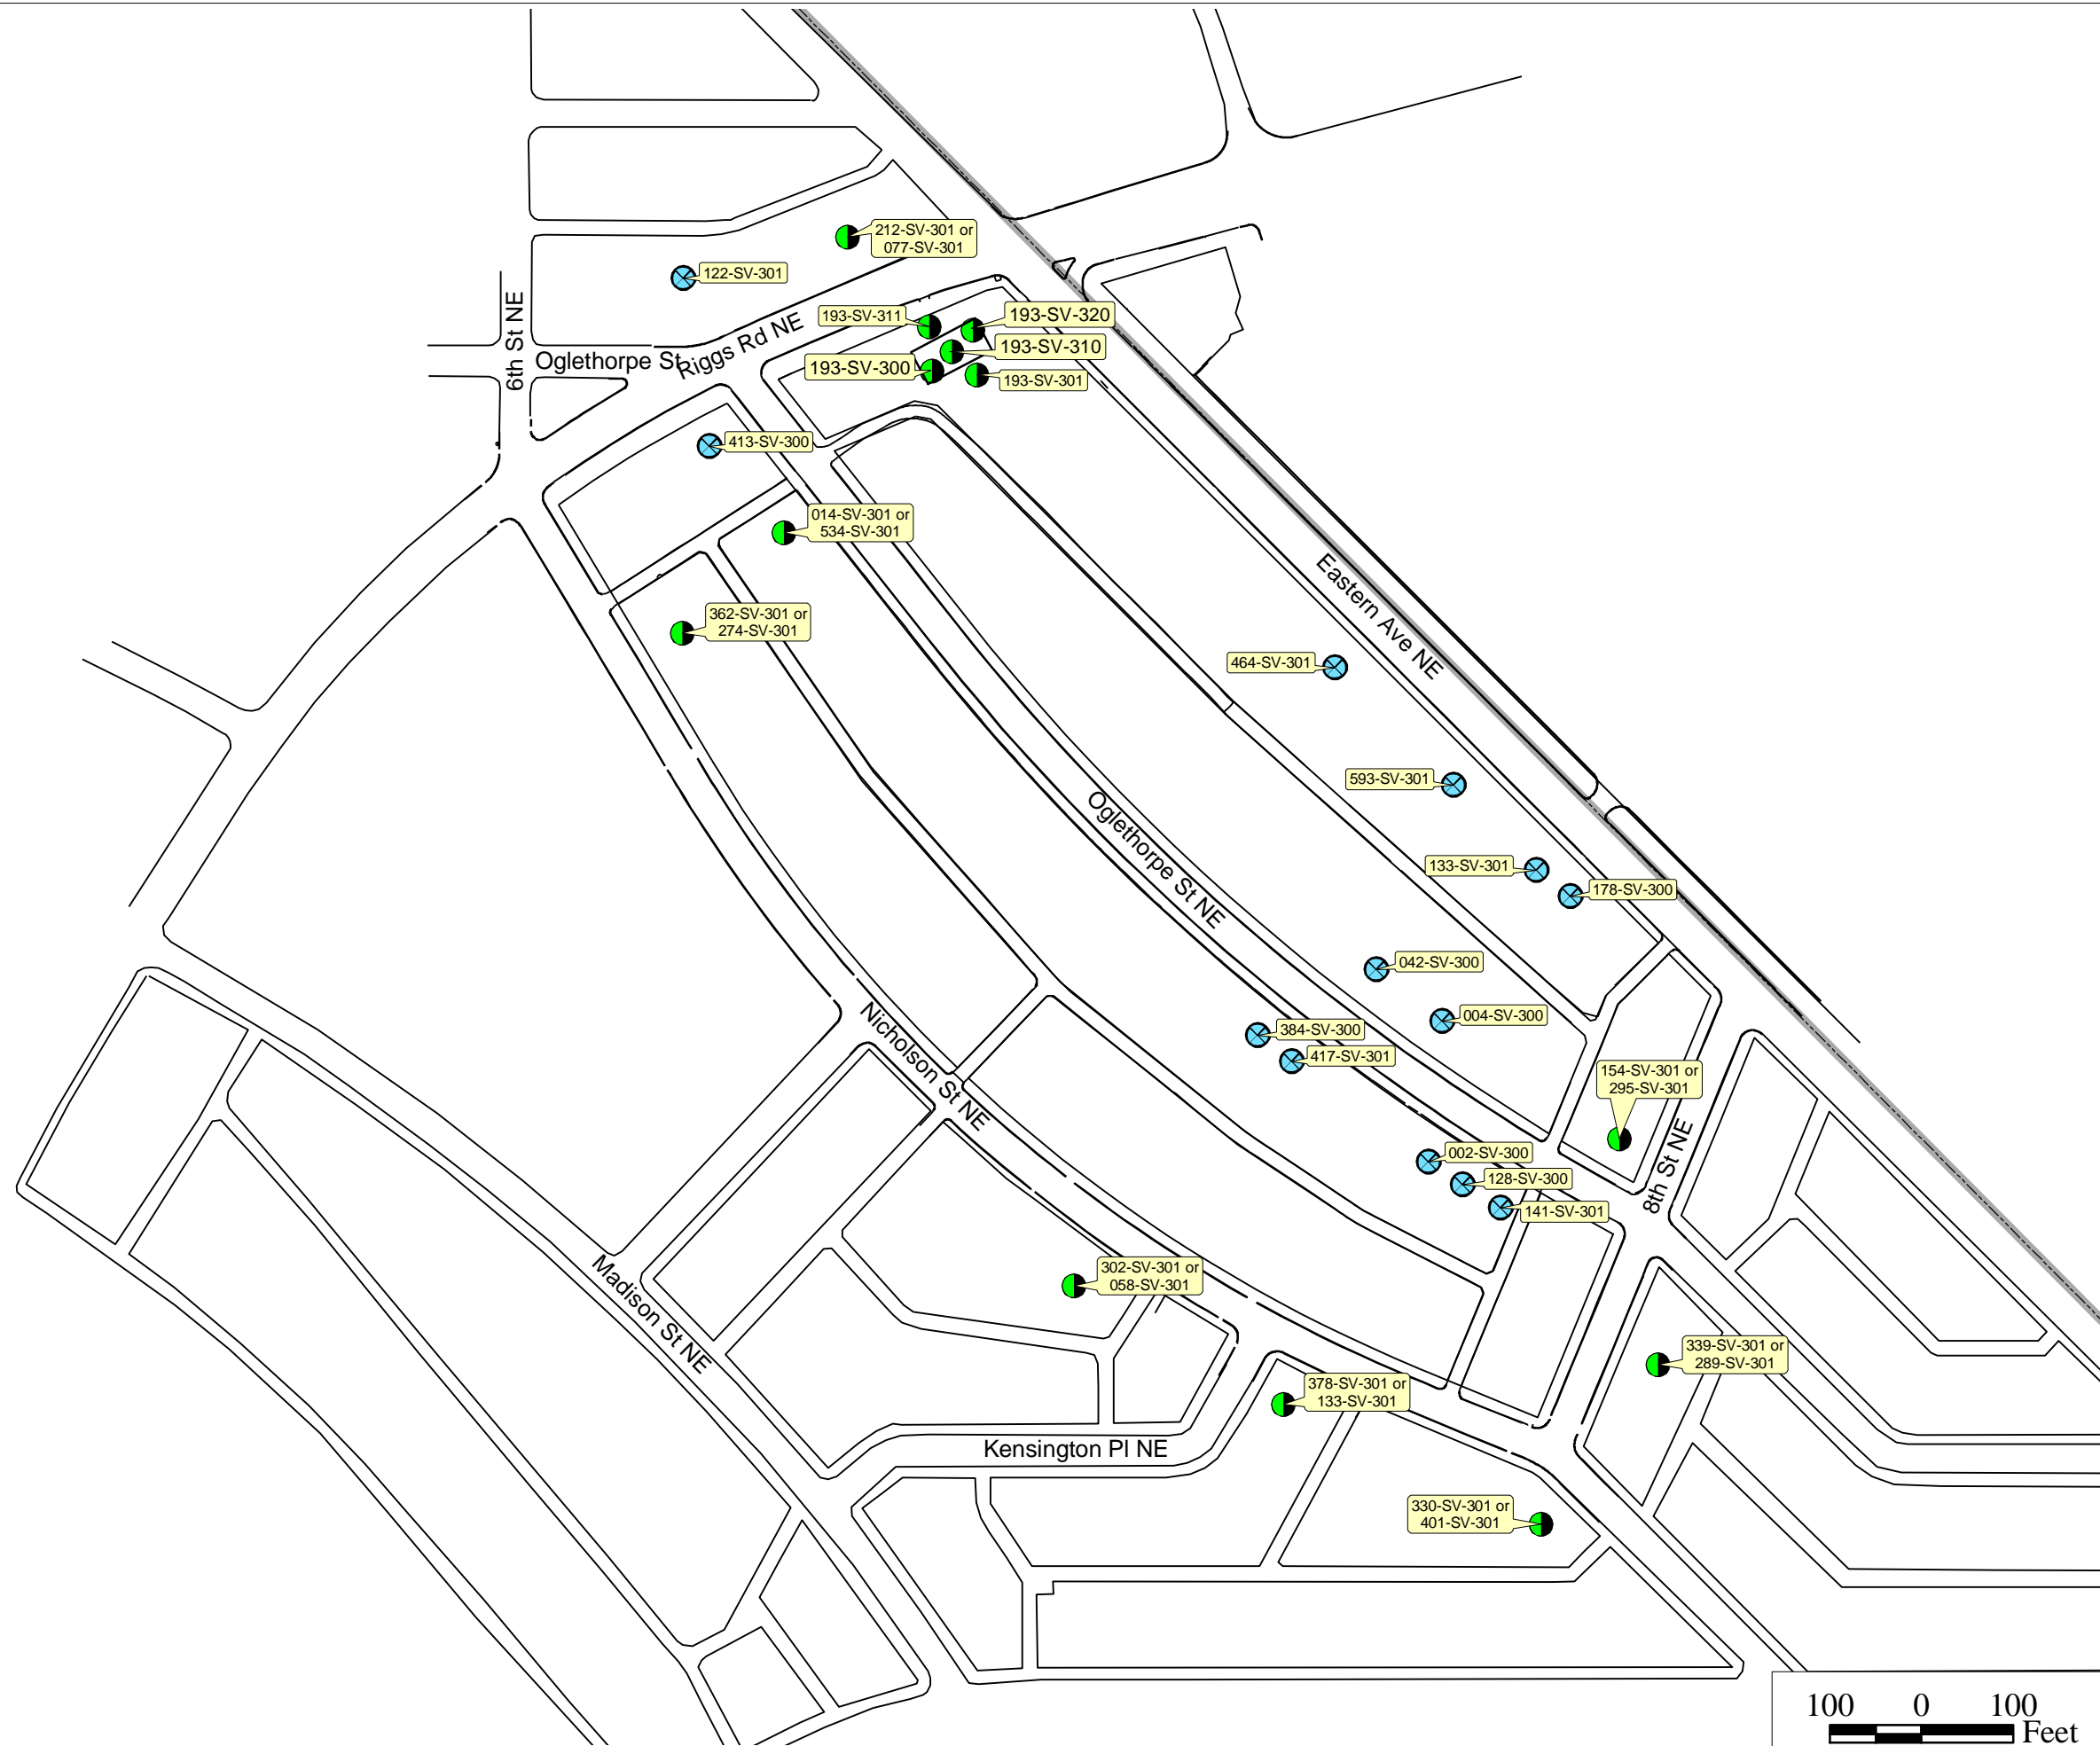 212-SV-301 or
077-SV-301
122-SV-301
6th St NE
Oglethorpe St
Riggs Rd NE
193-SV-311
193-SV-320
193-SV-310
193-SV-300
193-SV-301
413-SV-300
014-SV-301 or
534-SV-301
362-SV-301 or
274-SV-301
Eastern Ave NE
464-SV-301
593-SV-301
Oglethorpe St NE
133-SV-301
178-SV-300
042-SV-300
004-SV-300
384-SV-300
417-SV-301
Nicholson St NE
154-SV-301 or
295-SV-301
8th St NE
002-SV-300
128-SV-300
141-SV-301
302-SV-301 or
058-SV-301
Madison St NE
339-SV-301 or
289-SV-301
378-SV-301 or
133-SV-301
Kensington Pl NE
330-SV-301 or
401-SV-301
100 0 100
Feet